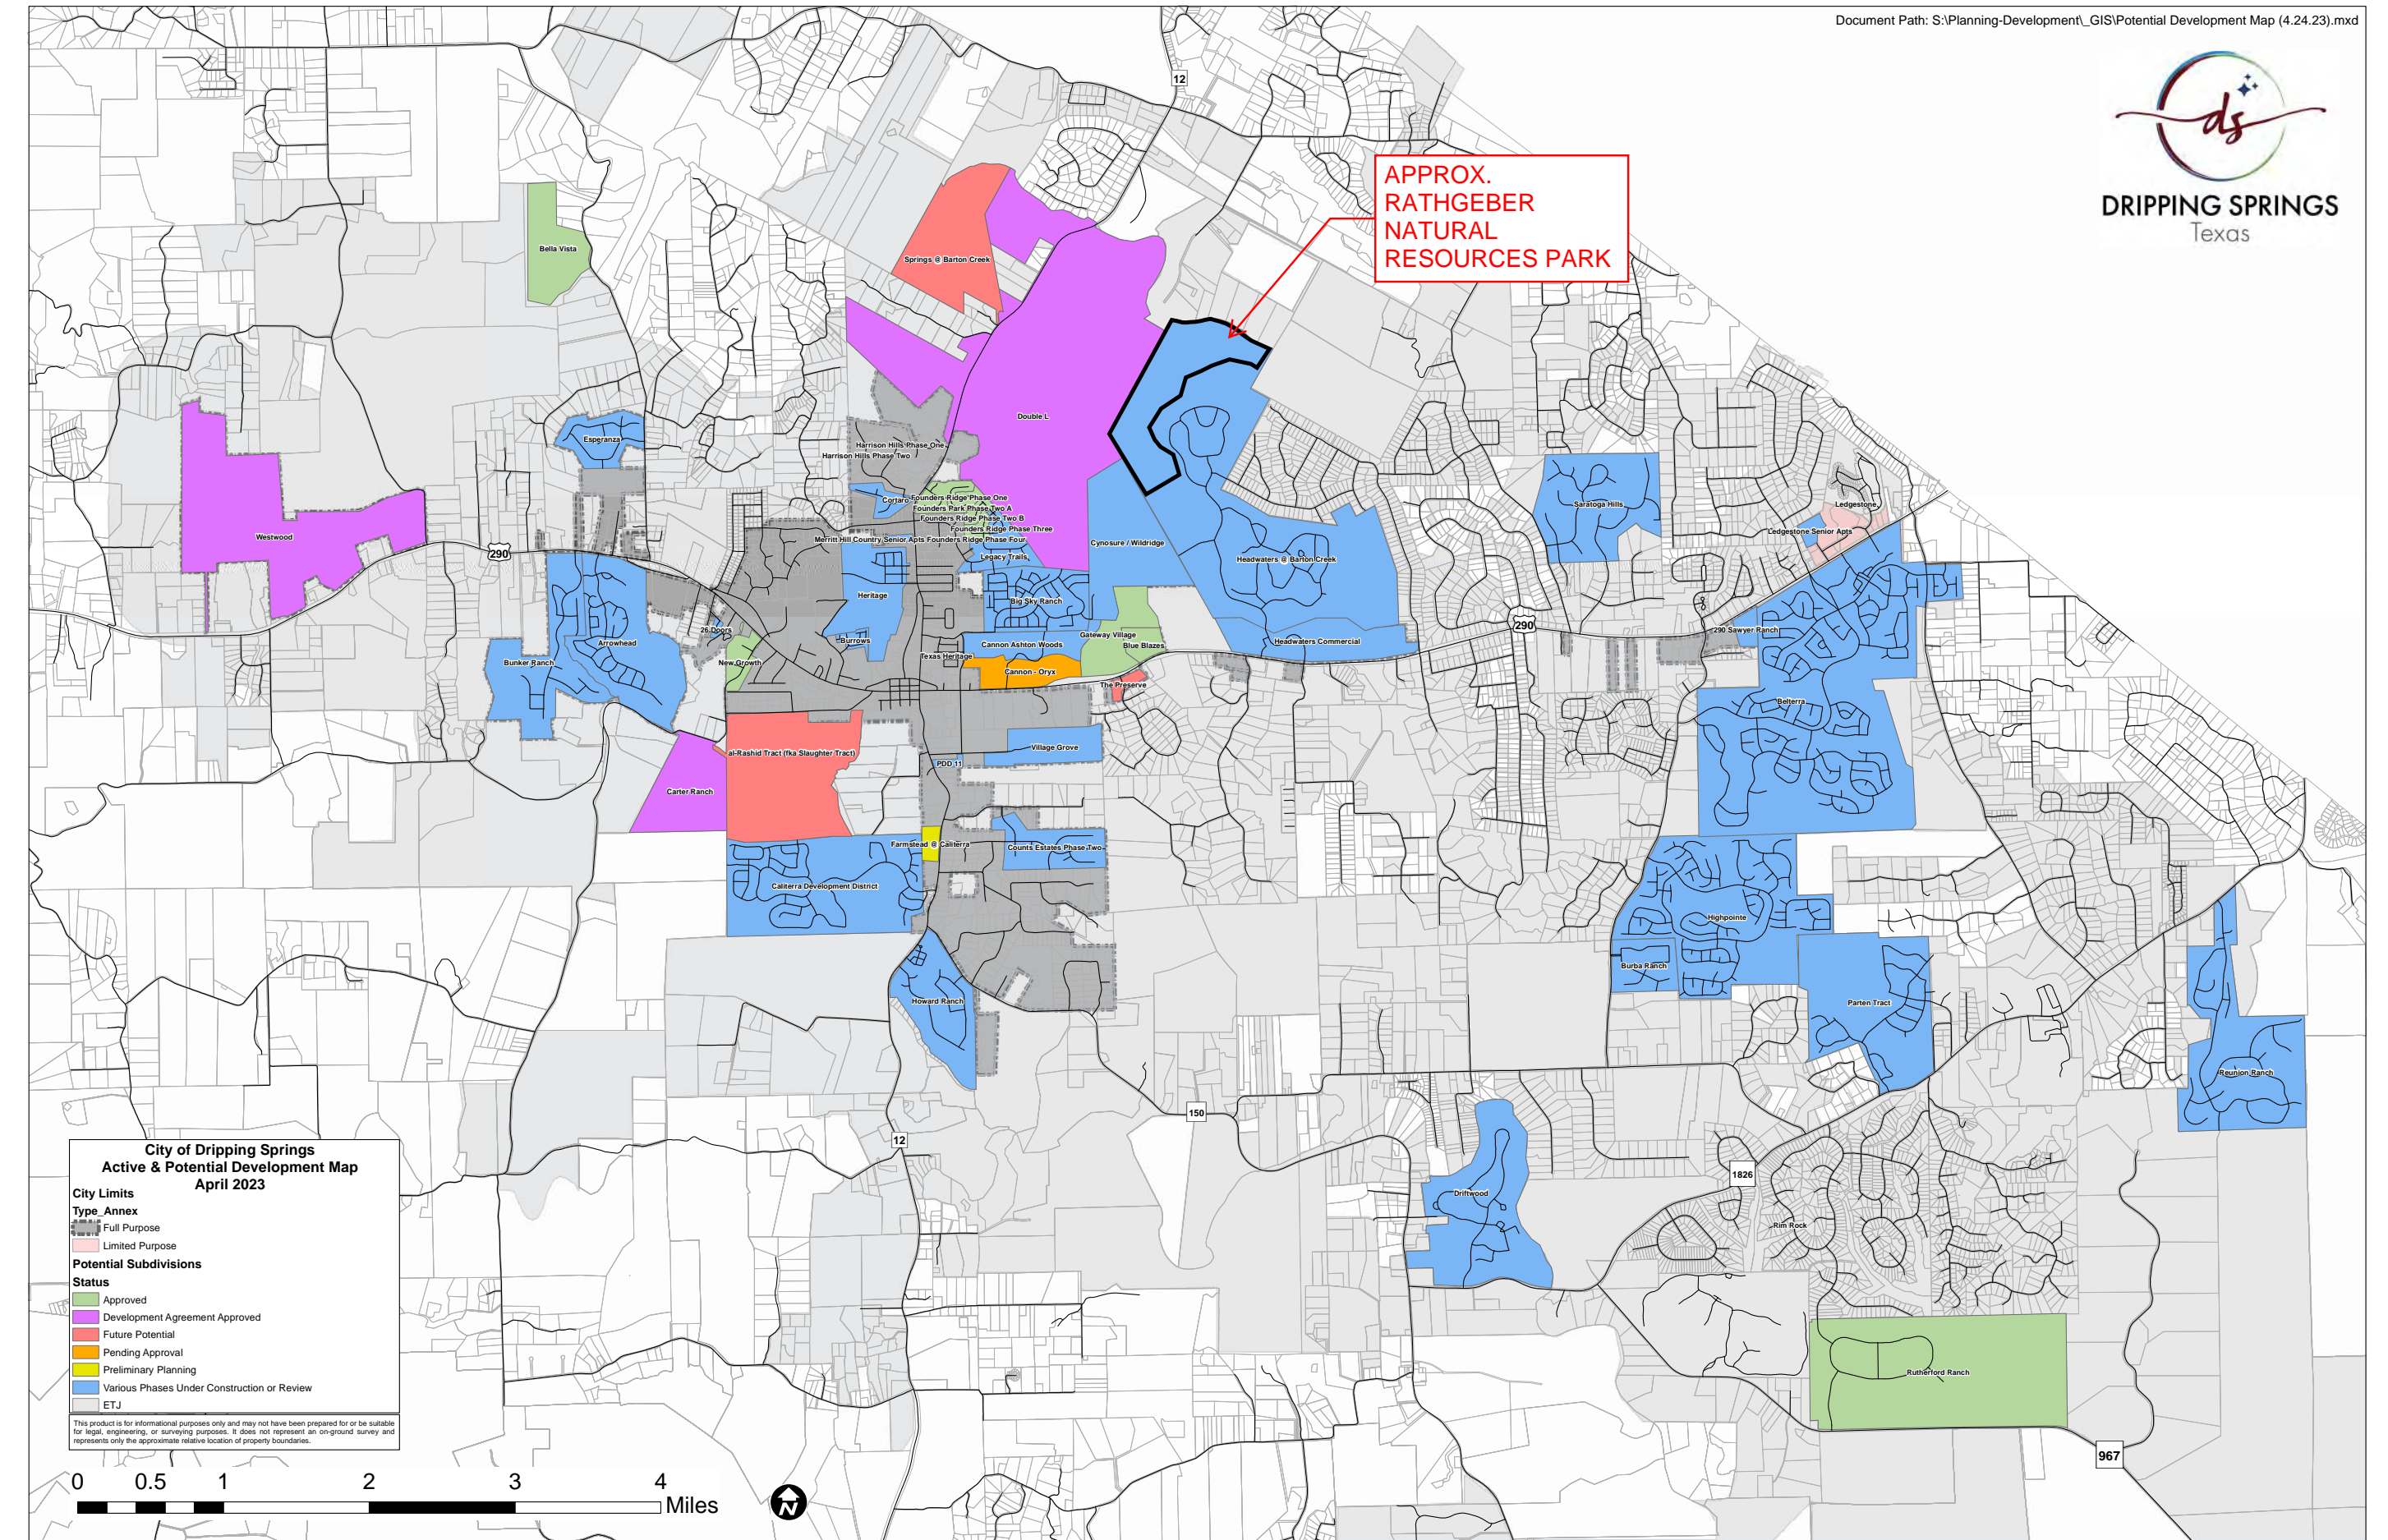 Document Path: S:\Planning-Development\_GIS\Potential Development Map (4.24.23).mxd
ds
DRIPPING SPRINGS
Texas
12
APPROX.
RATHGEBER
NATURAL
RESOURCES PARK
Bella Vista
Springs @ Barton Creek
Double L
Esperanza
Harrison Hills Phase One
Harrison Hills Phase Two
Cortaro
Founders Ridge Phase One
Founders Park Phase Two A
Founders Ridge Phase Two B
Founders Ridge Phase Three
Merritt Hill Country Senior Apts
Founders Ridge Phase Four
Legacy Trails
Westwood
290
Cynosure / Wildridge
Headwaters @ Barton Creek
Saratoga Hills
Ledgestone
Ledgestone Senior Apts
Heritage
Big Sky Ranch
26 Doors
Burrows
Gateway Village
Blue Blazes
Headwaters Commercial
290
290 Sawyer Ranch
Arrowhead
Bunker Ranch
New Growth
Texas Heritage
Cannon Ashton Woods
Cannon - Oryx
The Preserve
Belterra
al-Rashid Tract (fka Slaughter Tract)
Village Grove
PDD 11
Carter Ranch
Farmstead @ Caliterra
Counts Estates Phase Two
Caliterra Development District
Highpointe
Burba Ranch
Howard Ranch
Parten Tract
Reunion Ranch
150
12
1826
Driftwood
Rim Rock
Rutherford Ranch
967
City of Dripping Springs
Active & Potential Development Map
April 2023
City Limits
Type_Annex
Full Purpose
Limited Purpose
Potential Subdivisions
Status
Approved
Development Agreement Approved
Future Potential
Pending Approval
Preliminary Planning
Various Phases Under Construction or Review
ETJ
This product is for informational purposes only and may not have been prepared for or be suitable
for legal, engineering, or surveying purposes. It does not represent an on-ground survey and
represents only the approximate relative location of property boundaries.
0 0.5 1 2 3 4
Miles
N